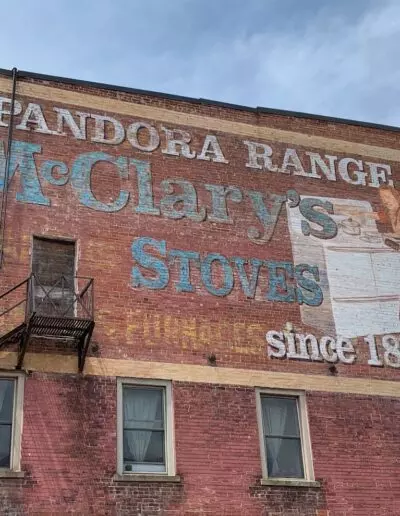 PANDORA RANGE
McClary's
STOVES
& FURNACES
since 18